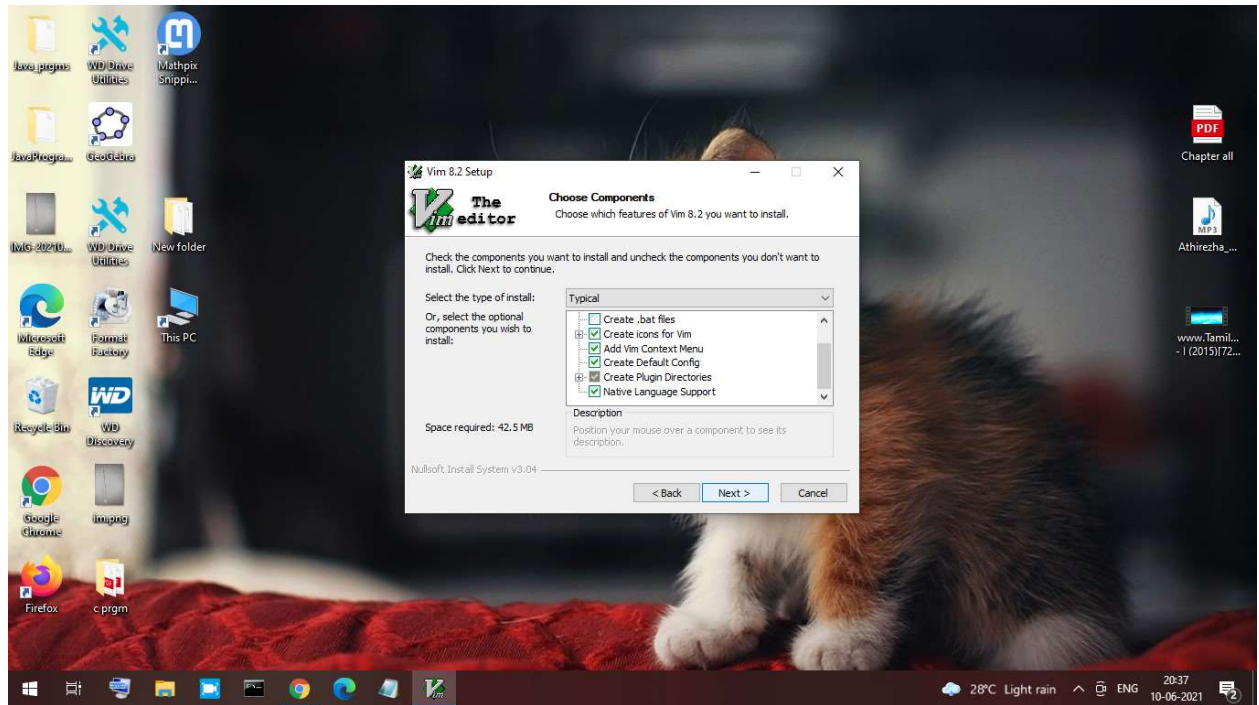 Java_prgms
WD Drive
Utilities
Mathpix
Snippi...
JavaProgra...
GeoGebra
IMG-20210...
WD Drive
Utilities
New folder
Microsoft
Edge
Format
Factory
This PC
Recycle Bin
WD
WD
Discovery
Google
Chrome
Firefox
c prgm
Vim 8.2 Setup
Vim The
editor
Choose Components
Choose which features of Vim 8.2 you want to install.
Check the components you want to install and uncheck the components you don't want to
install. Click Next to continue.
Select the type of install:
Typical
Or, select the optional
components you wish to
install:
Create .bat files
Create icons for Vim
Add Vim Context Menu
Create Default Config
Create Plugin Directories
Native Language Support
Space required: 42.5 MB
Description
Position your mouse over a component to see its
description.
Nullsoft Install System v3.04
< Back
Next >
Cancel
PDF
Chapter all
MP3
Athirezha_...
www.Tamil...
- I (2015)[72...
28°C Light rain
ENG
20:37
10-06-2021
2